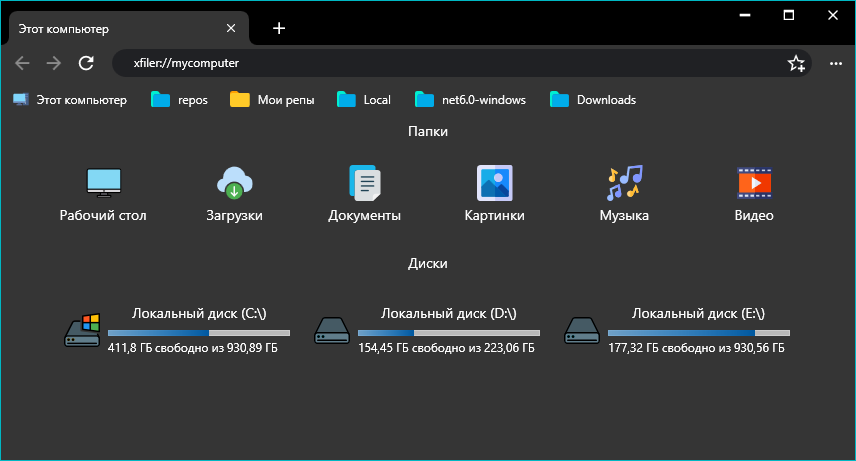 Этот компьютер
xfiler://mycomputer
Этот компьютер repos Мои репы Local net6.0-windows Downloads
Папки
Рабочий стол Загрузки Документы Картинки Музыка Видео
Диски
Локальный диск (C:\) Локальный диск (D:\) Локальный диск (E:\)
411,8 ГБ свободно из 930,89 ГБ 154,45 ГБ свободно из 223,06 ГБ 177,32 ГБ свободно из 930,56 ГБ